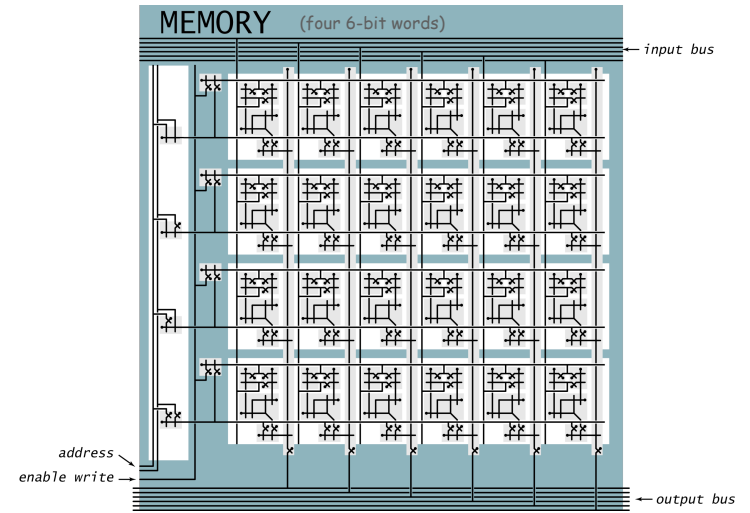 MEMORY (four 6-bit words)
input bus
address
enable write
output bus